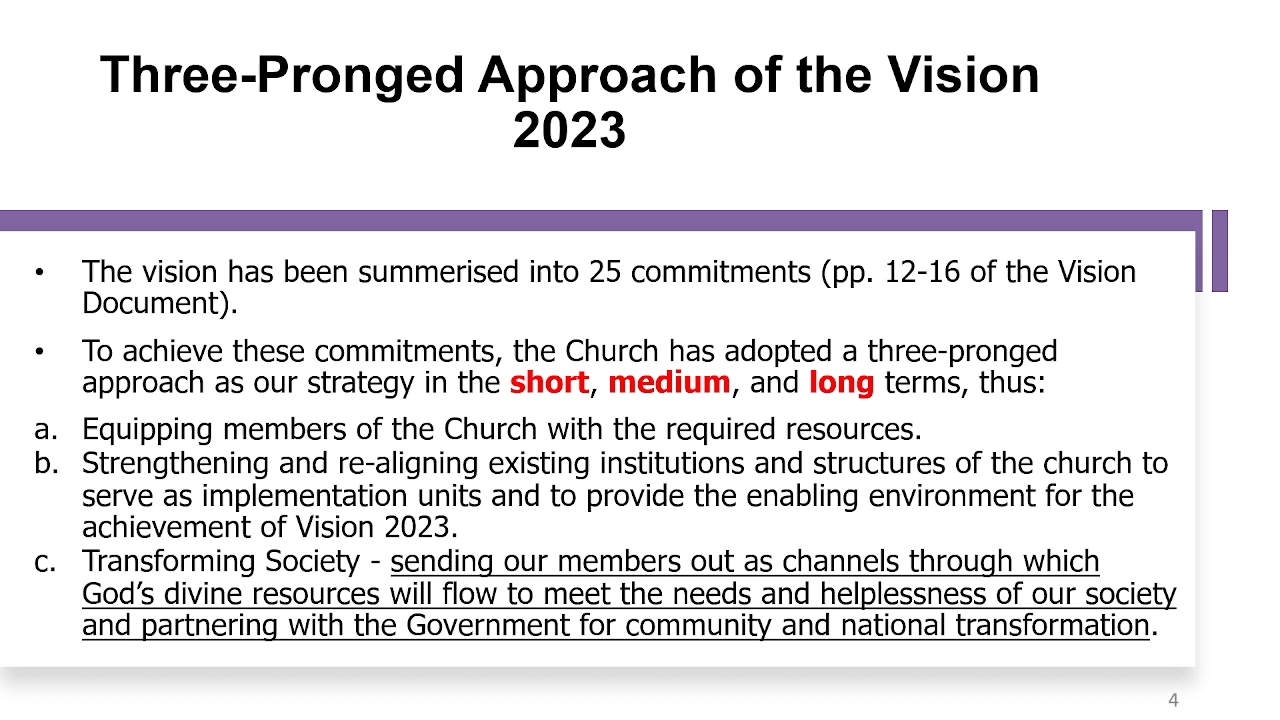 Three-Pronged Approach of the Vision
2023
• The vision has been summerised into 25 commitments (pp. 12-16 of the Vision
Document).
• To achieve these commitments, the Church has adopted a three-pronged
approach as our strategy in the short, medium, and long terms, thus:
a. Equipping members of the Church with the required resources.
b. Strengthening and re-aligning existing institutions and structures of the church to
serve as implementation units and to provide the enabling environment for the
achievement of Vision 2023.
c. Transforming Society - sending our members out as channels through which
God’s divine resources will flow to meet the needs and helplessness of our society
and partnering with the Government for community and national transformation.
4